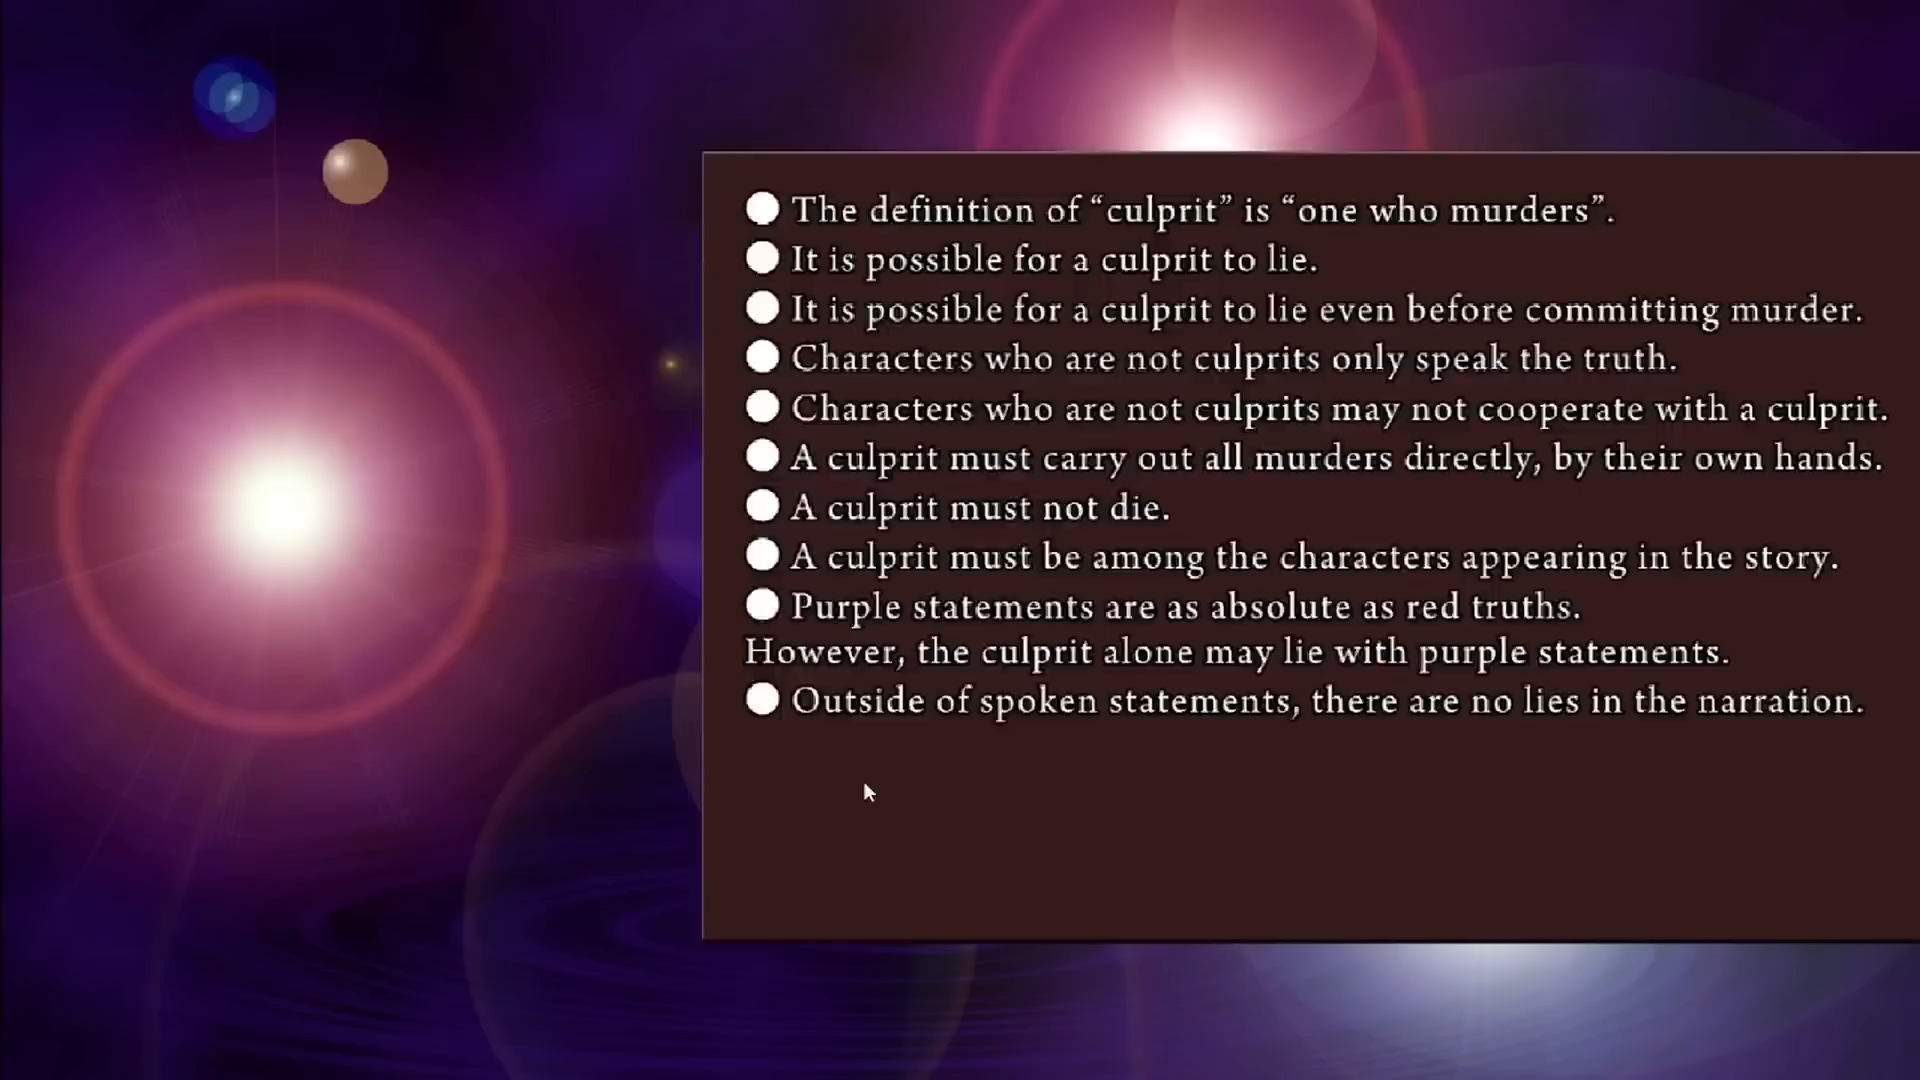 ● The definition of “culprit” is “one who murders”.
● It is possible for a culprit to lie.
● It is possible for a culprit to lie even before committing murder.
● Characters who are not culprits only speak the truth.
● Characters who are not culprits may not cooperate with a culprit.
● A culprit must carry out all murders directly, by their own hands.
● A culprit must not die.
● A culprit must be among the characters appearing in the story.
● Purple statements are as absolute as red truths.
However, the culprit alone may lie with purple statements.
● Outside of spoken statements, there are no lies in the narration.